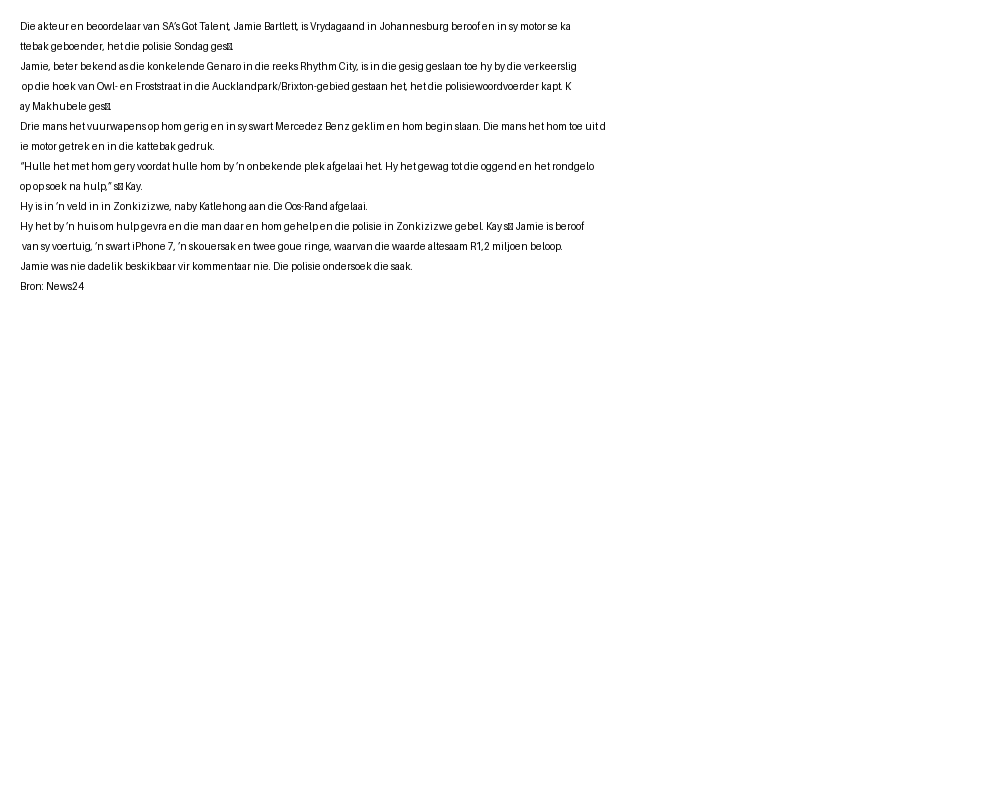 Die akteur en beoordelaar van SA’s Got Talent, Jamie Bartlett, is Vrydagaand in Johannesburg beroof en in sy motor se ka
ttebak geboender, het die polisie Sondag ges□.
Jamie, beter bekend as die konkelende Genaro in die reeks Rhythm City, is in die gesig geslaan toe hy by die verkeerslig
op die hoek van Owl- en Froststraat in die Aucklandpark/Brixton-gebied gestaan het, het die polisiewoordvoerder kapt. K
ay Makhubele ges□.
Drie mans het vuurwapens op hom gerig en in sy swart Mercedez Benz geklim en hom begin slaan. Die mans het hom toe uit d
ie motor getrek en in die kattebak gedruk.
“Hulle het met hom gery voordat hulle hom by ’n onbekende plek afgelaai het. Hy het gewag tot die oggend en het rondgelo
op op soek na hulp,” s□ Kay.
Hy is in ’n veld in in Zonkizizwe, naby Katlehong aan die Oos-Rand afgelaai.
Hy het by ’n huis om hulp gevra en die man daar en hom gehelp en die polisie in Zonkizizwe gebel. Kay s□ Jamie is beroof
van sy voertuig, ’n swart iPhone 7, ’n skouersak en twee goue ringe, waarvan die waarde altesaam R1,2 miljoen beloop.
Jamie was nie dadelik beskikbaar vir kommentaar nie. Die polisie ondersoek die saak.
Bron: News24